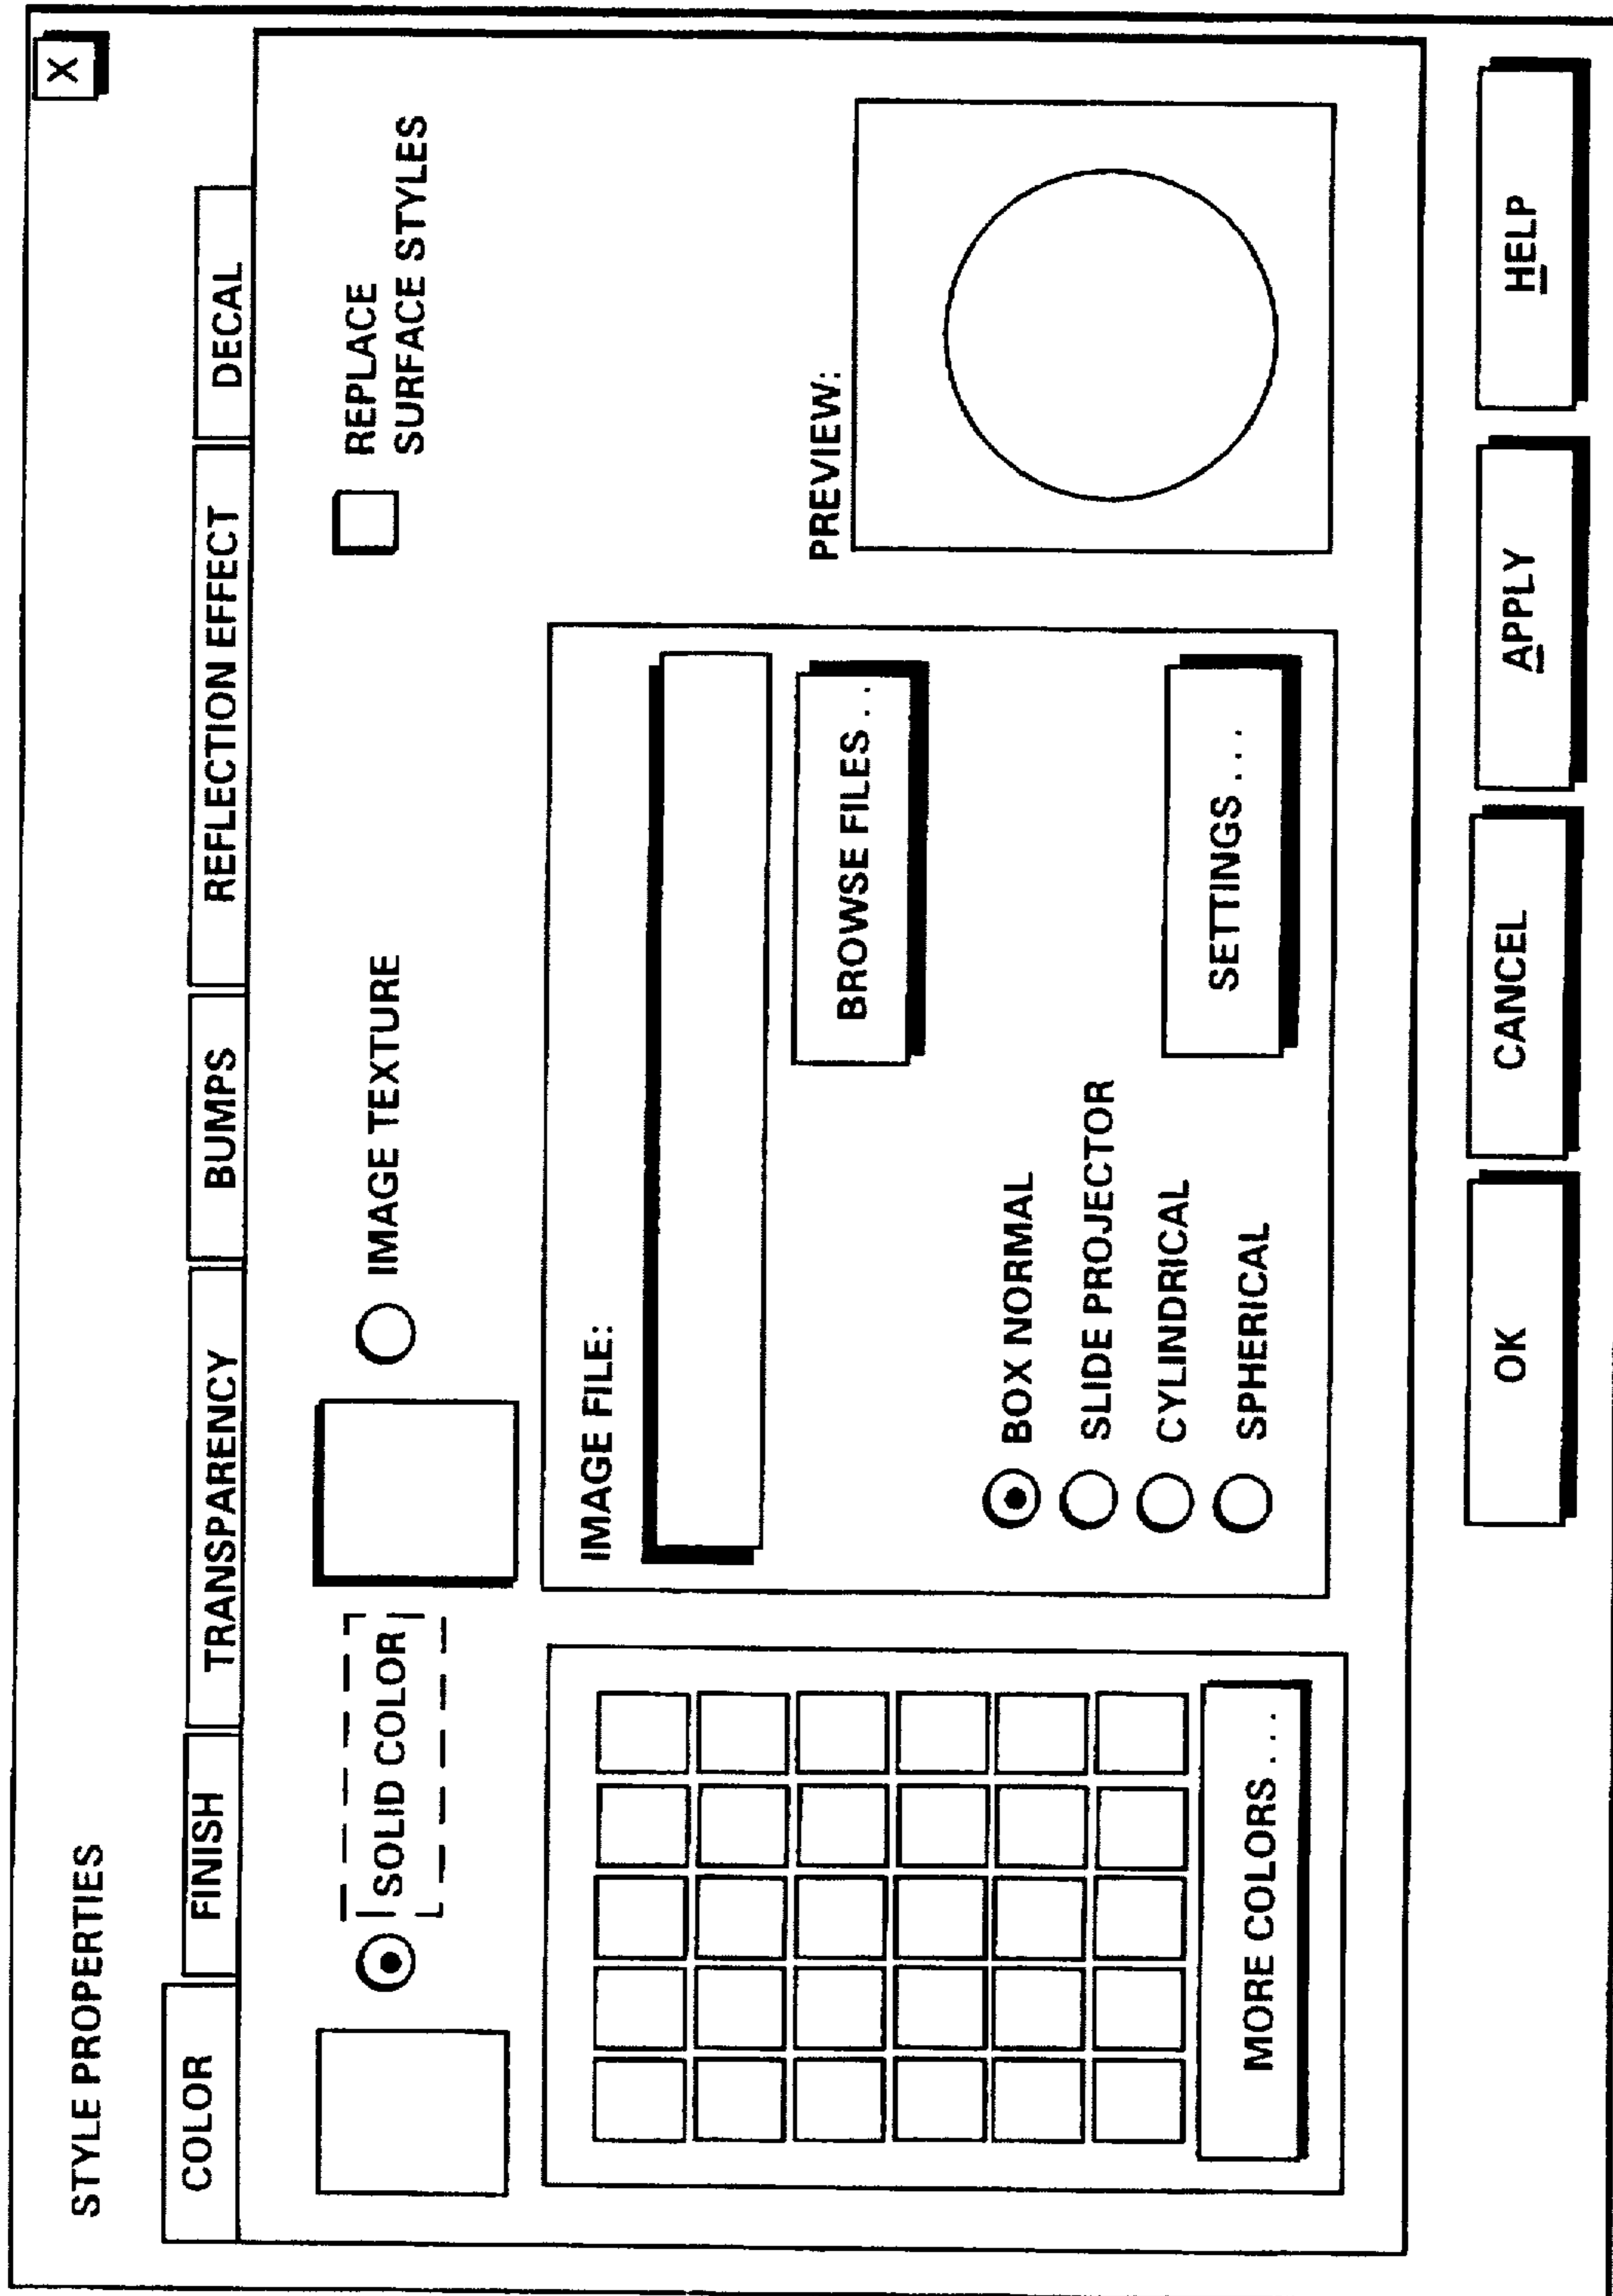 STYLE PROPERTIES
X
COLOR
FINISH
TRANSPARENCY
BUMPS
REFLECTION EFFECT
DECAL
SOLID COLOR
IMAGE TEXTURE
REPLACE
SURFACE STYLES
IMAGE FILE:
BROWSE FILES...
BOX NORMAL
SLIDE PROJECTOR
CYLINDRICAL
SPHERICAL
SETTINGS...
MORE COLORS...
PREVIEW:
OK
CANCEL
APPLY
HELP